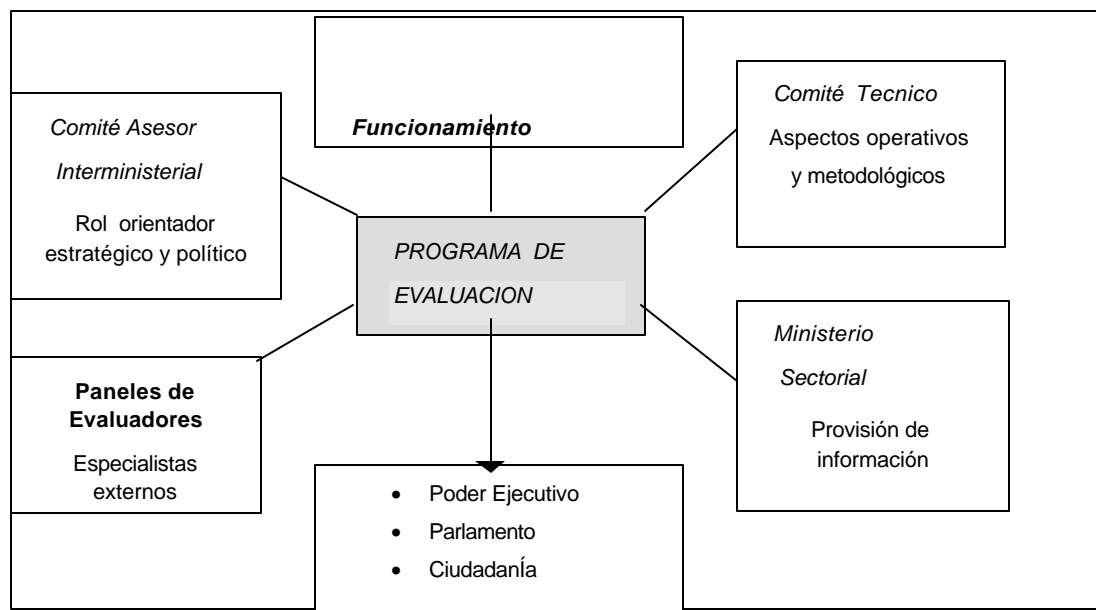 Funcionamiento
Comité Asesor
Interministerial
Rol orientador
estratégico y político
Comité Tecnico
Aspectos operativos
y metodológicos
PROGRAMA DE
EVALUACION
Paneles de
Evaluadores
Especialistas
externos
Ministerio
Sectorial
Provisión de
información
• Poder Ejecutivo
• Parlamento
• CiudadanÍa